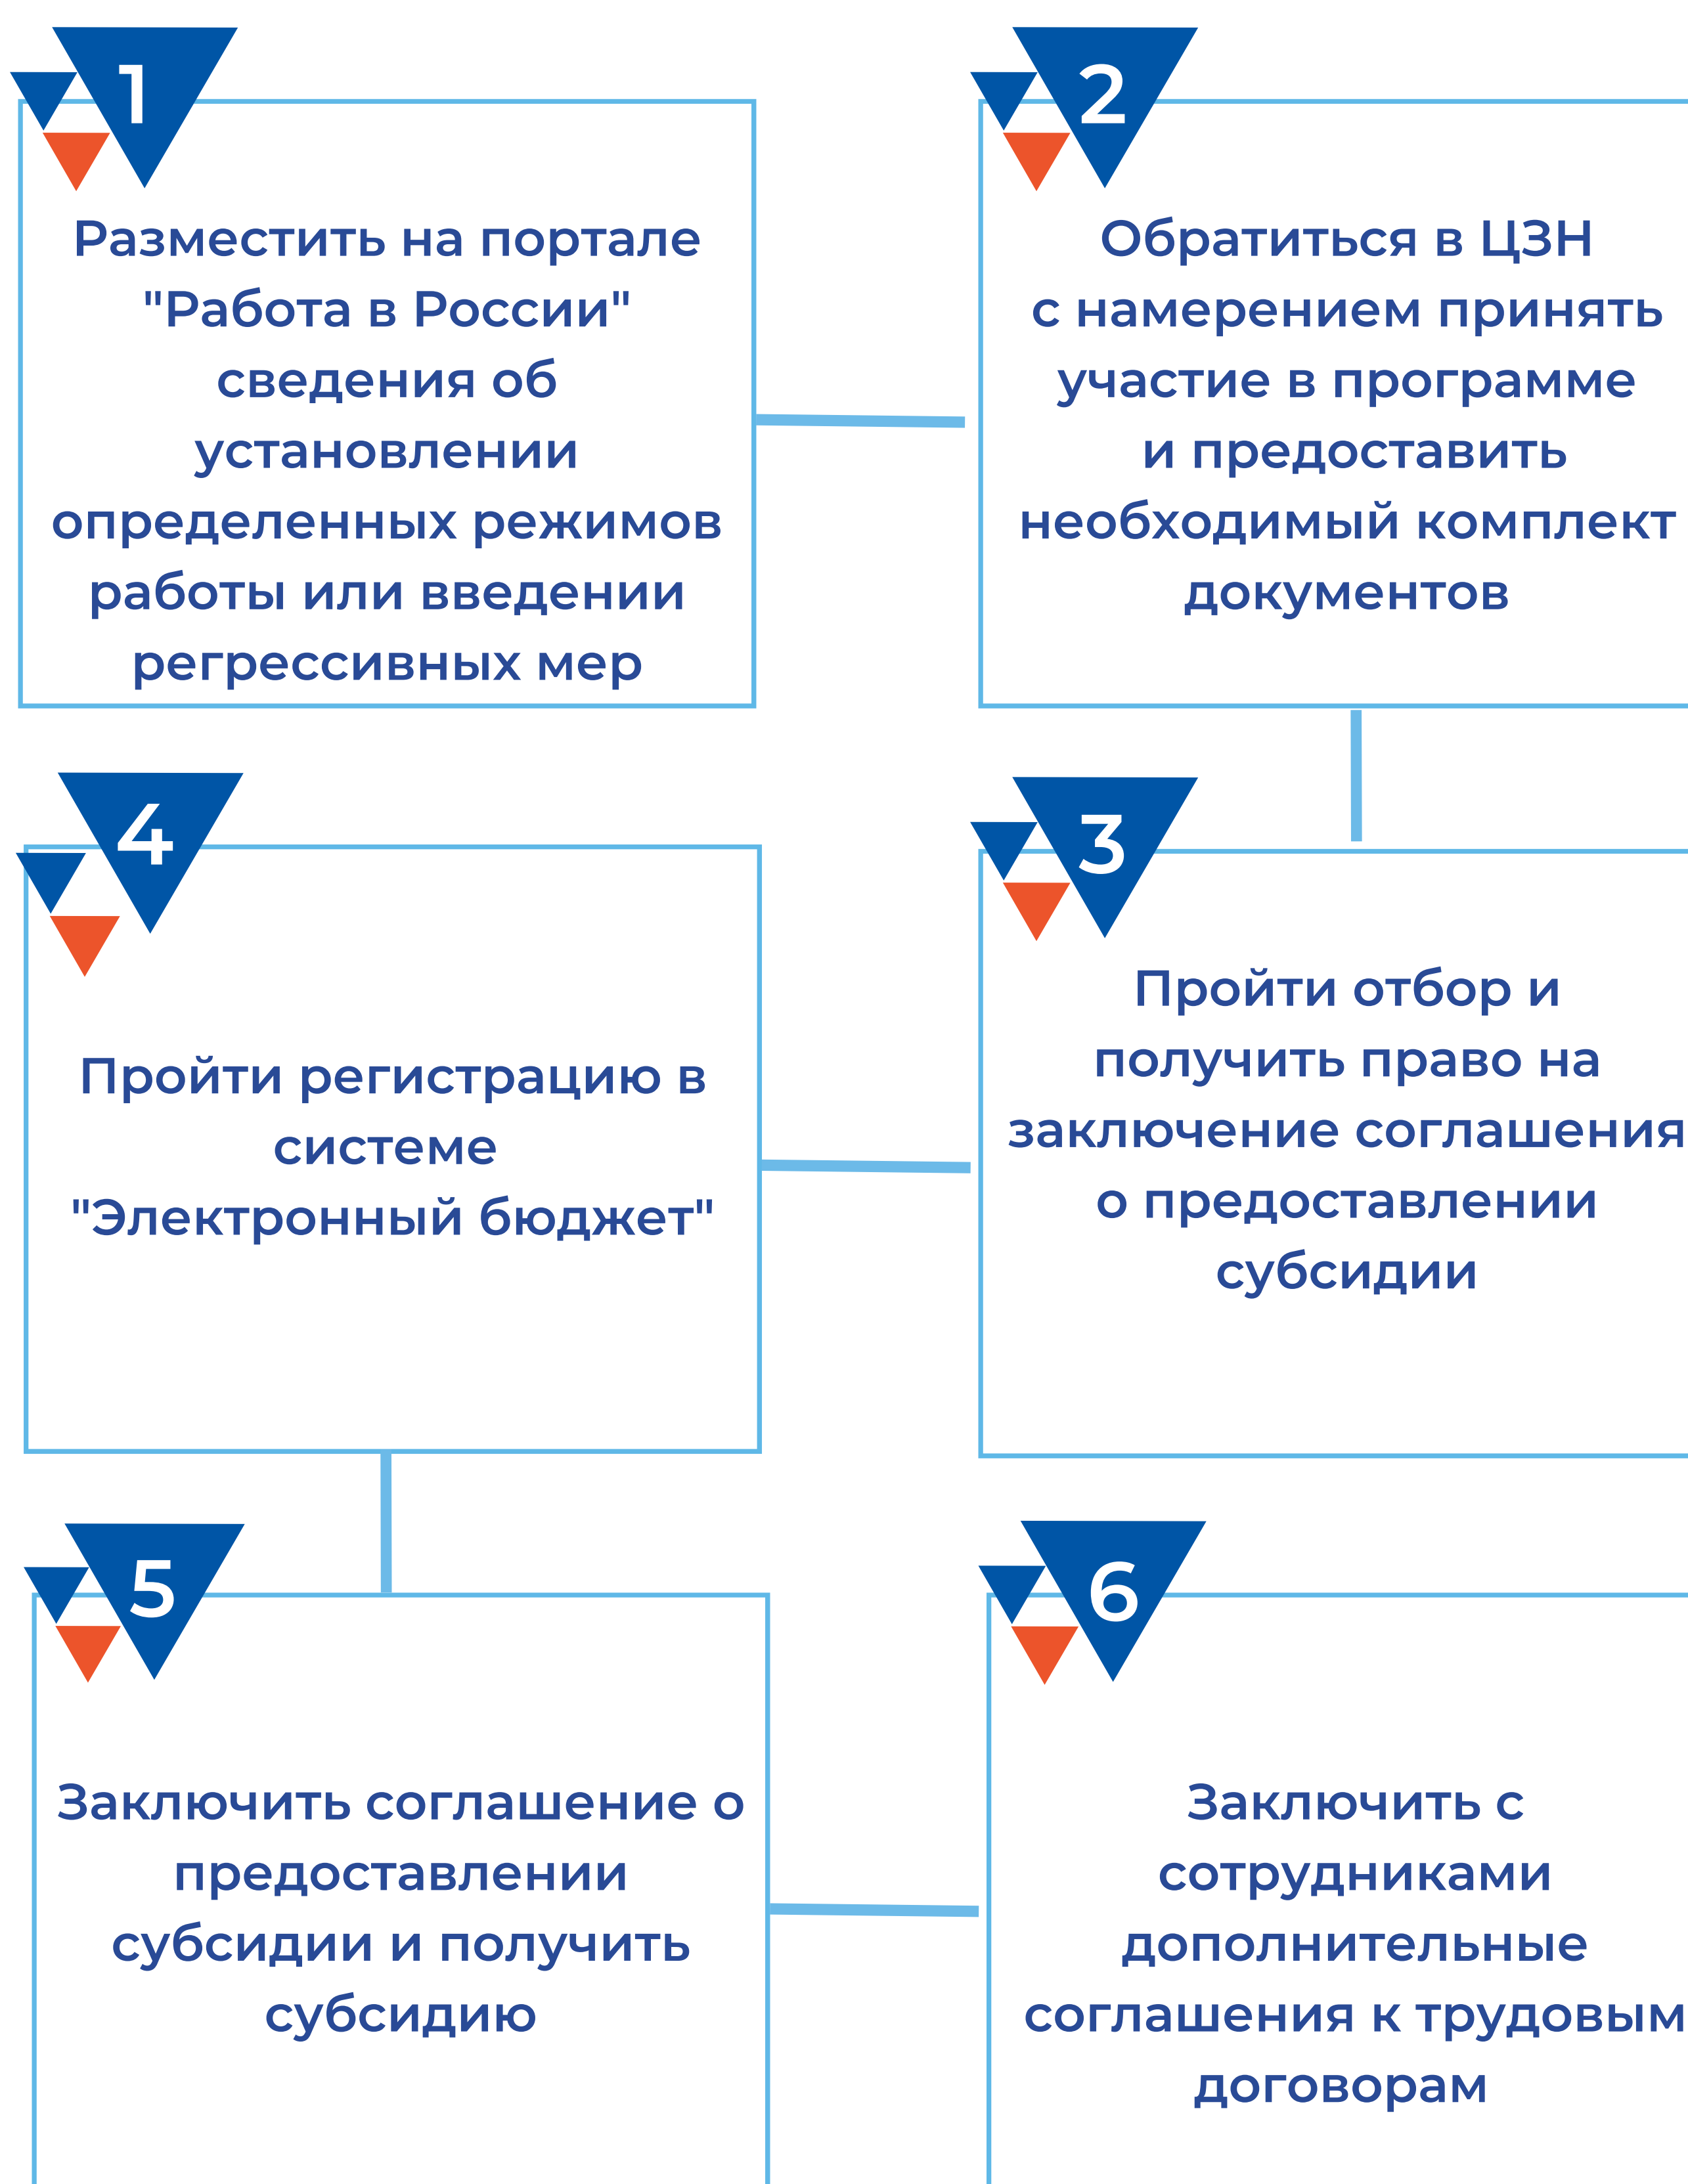 1
Разместить на портале
"Работа в России"
сведения об
установлении
определенных режимов
работы или введении
регрессивных мер
2
Обратиться в ЦЗН
с намерением принять
участие в программе
и предоставить
необходимый комплект
документов
3
Пройти отбор и
получить право на
заключение соглашения
о предоставлении
субсидии
4
Пройти регистрацию в
системе
"Электронный бюджет"
5
Заключить соглашение о
предоставлении
субсидии и получить
субсидию
6
Заключить с
сотрудниками
дополнительные
соглашения к трудовым
договорам